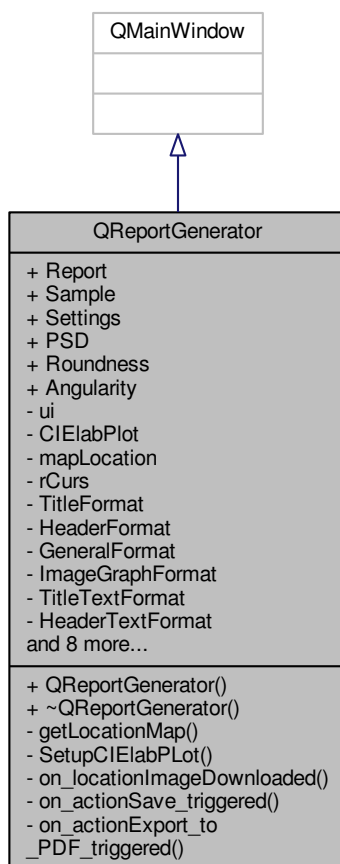 QMainWindow
QReportGenerator
+ Report
+ Sample
+ Settings
+ PSD
+ Roundness
+ Angularity
- ui
- CIElabPlot
- mapLocation
- rCurs
- TitleFormat
- HeaderFormat
- GeneralFormat
- ImageGraphFormat
- TitleTextFormat
- HeaderTextFormat
and 8 more...
+ QReportGenerator()
+ ~QReportGenerator()
- getLocationMap()
- SetupCIElabPLot()
- on_locationImageDownloaded()
- on_actionSave_triggered()
- on_actionExport_to
_PDF_triggered()